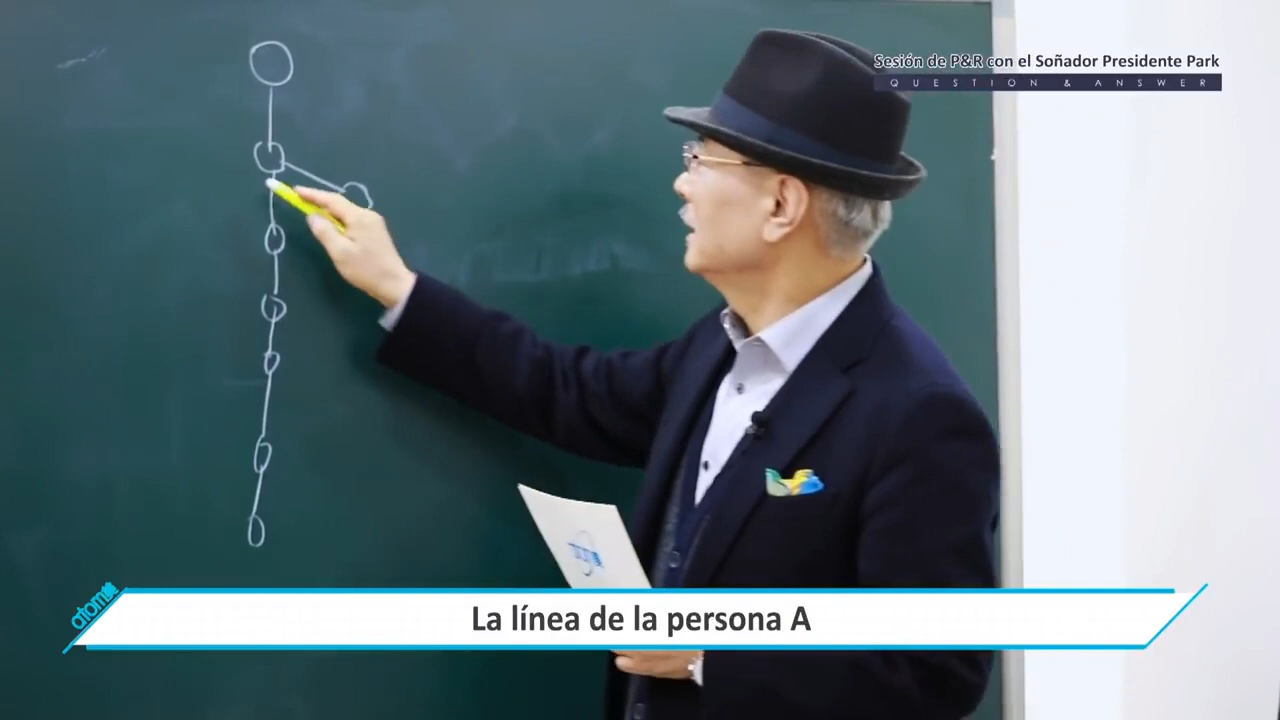 Sesión de P&R con el Soñador Presidente Park
QUESTION & ANSWER
atomy
La línea de la persona A